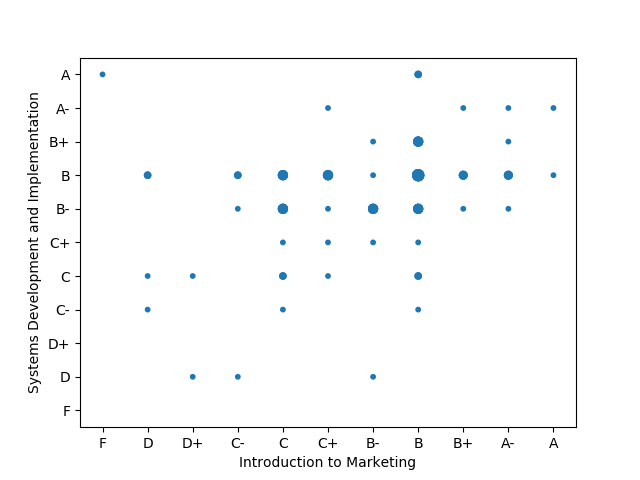 A
A-
B+
B
B-
C+
C
C-
D+
D
F
Systems Development and Implementation
F D D+ C- C C+ B- B B+ A- A
Introduction to Marketing